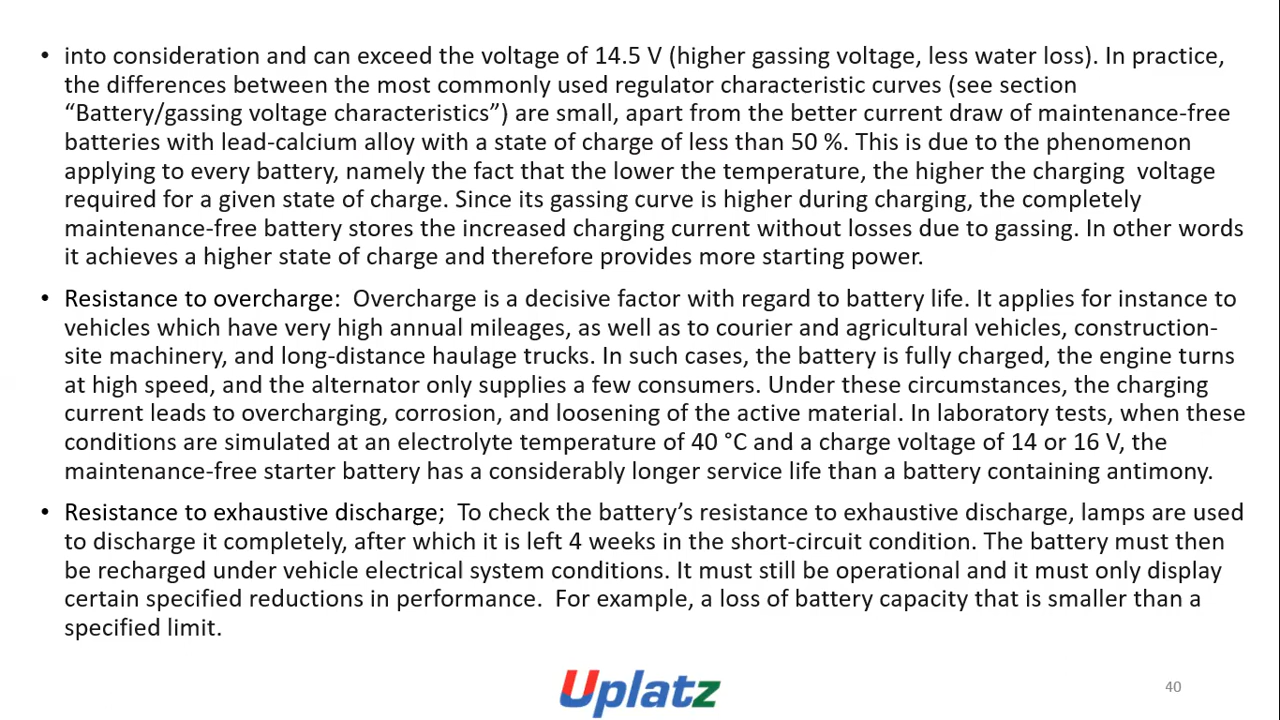 • into consideration and can exceed the voltage of 14.5 V (higher gassing voltage, less water loss). In practice,
the differences between the most commonly used regulator characteristic curves (see section
“Battery/gassing voltage characteristics”) are small, apart from the better current draw of maintenance-free
batteries with lead-calcium alloy with a state of charge of less than 50 %. This is due to the phenomenon
applying to every battery, namely the fact that the lower the temperature, the higher the charging  voltage
required for a given state of charge. Since its gassing curve is higher during charging, the completely
maintenance-free battery stores the increased charging current without losses due to gassing. In other words
it achieves a higher state of charge and therefore provides more starting power.
• Resistance to overcharge:  Overcharge is a decisive factor with regard to battery life. It applies for instance to
vehicles which have very high annual mileages, as well as to courier and agricultural vehicles, construction-
site machinery, and long-distance haulage trucks. In such cases, the battery is fully charged, the engine turns
at high speed, and the alternator only supplies a few consumers. Under these circumstances, the charging
current leads to overcharging, corrosion, and loosening of the active material. In laboratory tests, when these
conditions are simulated at an electrolyte temperature of 40 °C and a charge voltage of 14 or 16 V, the
maintenance-free starter battery has a considerably longer service life than a battery containing antimony.
• Resistance to exhaustive discharge;  To check the battery’s resistance to exhaustive discharge, lamps are used
to discharge it completely, after which it is left 4 weeks in the short-circuit condition. The battery must then
be recharged under vehicle electrical system conditions. It must still be operational and it must only display
certain specified reductions in performance.  For example, a loss of battery capacity that is smaller than a
specified limit.
Uplatz
40